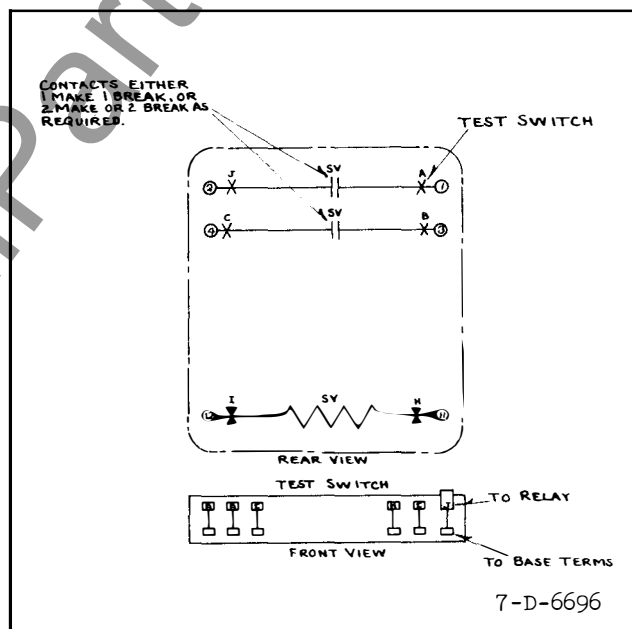 CONTACTS EITHER
1 MAKE 1 BREAK, OR
2 MAKE OR 2 BREAK AS
REQUIRED.
TEST SWITCH
SV
2 J A 1
SV
4 C B 3
SV
I H
11
REAR VIEW
TEST SWITCH
TO RELAY
J
FRONT VIEW
TO BASE TERMS
7-D-6696
Part